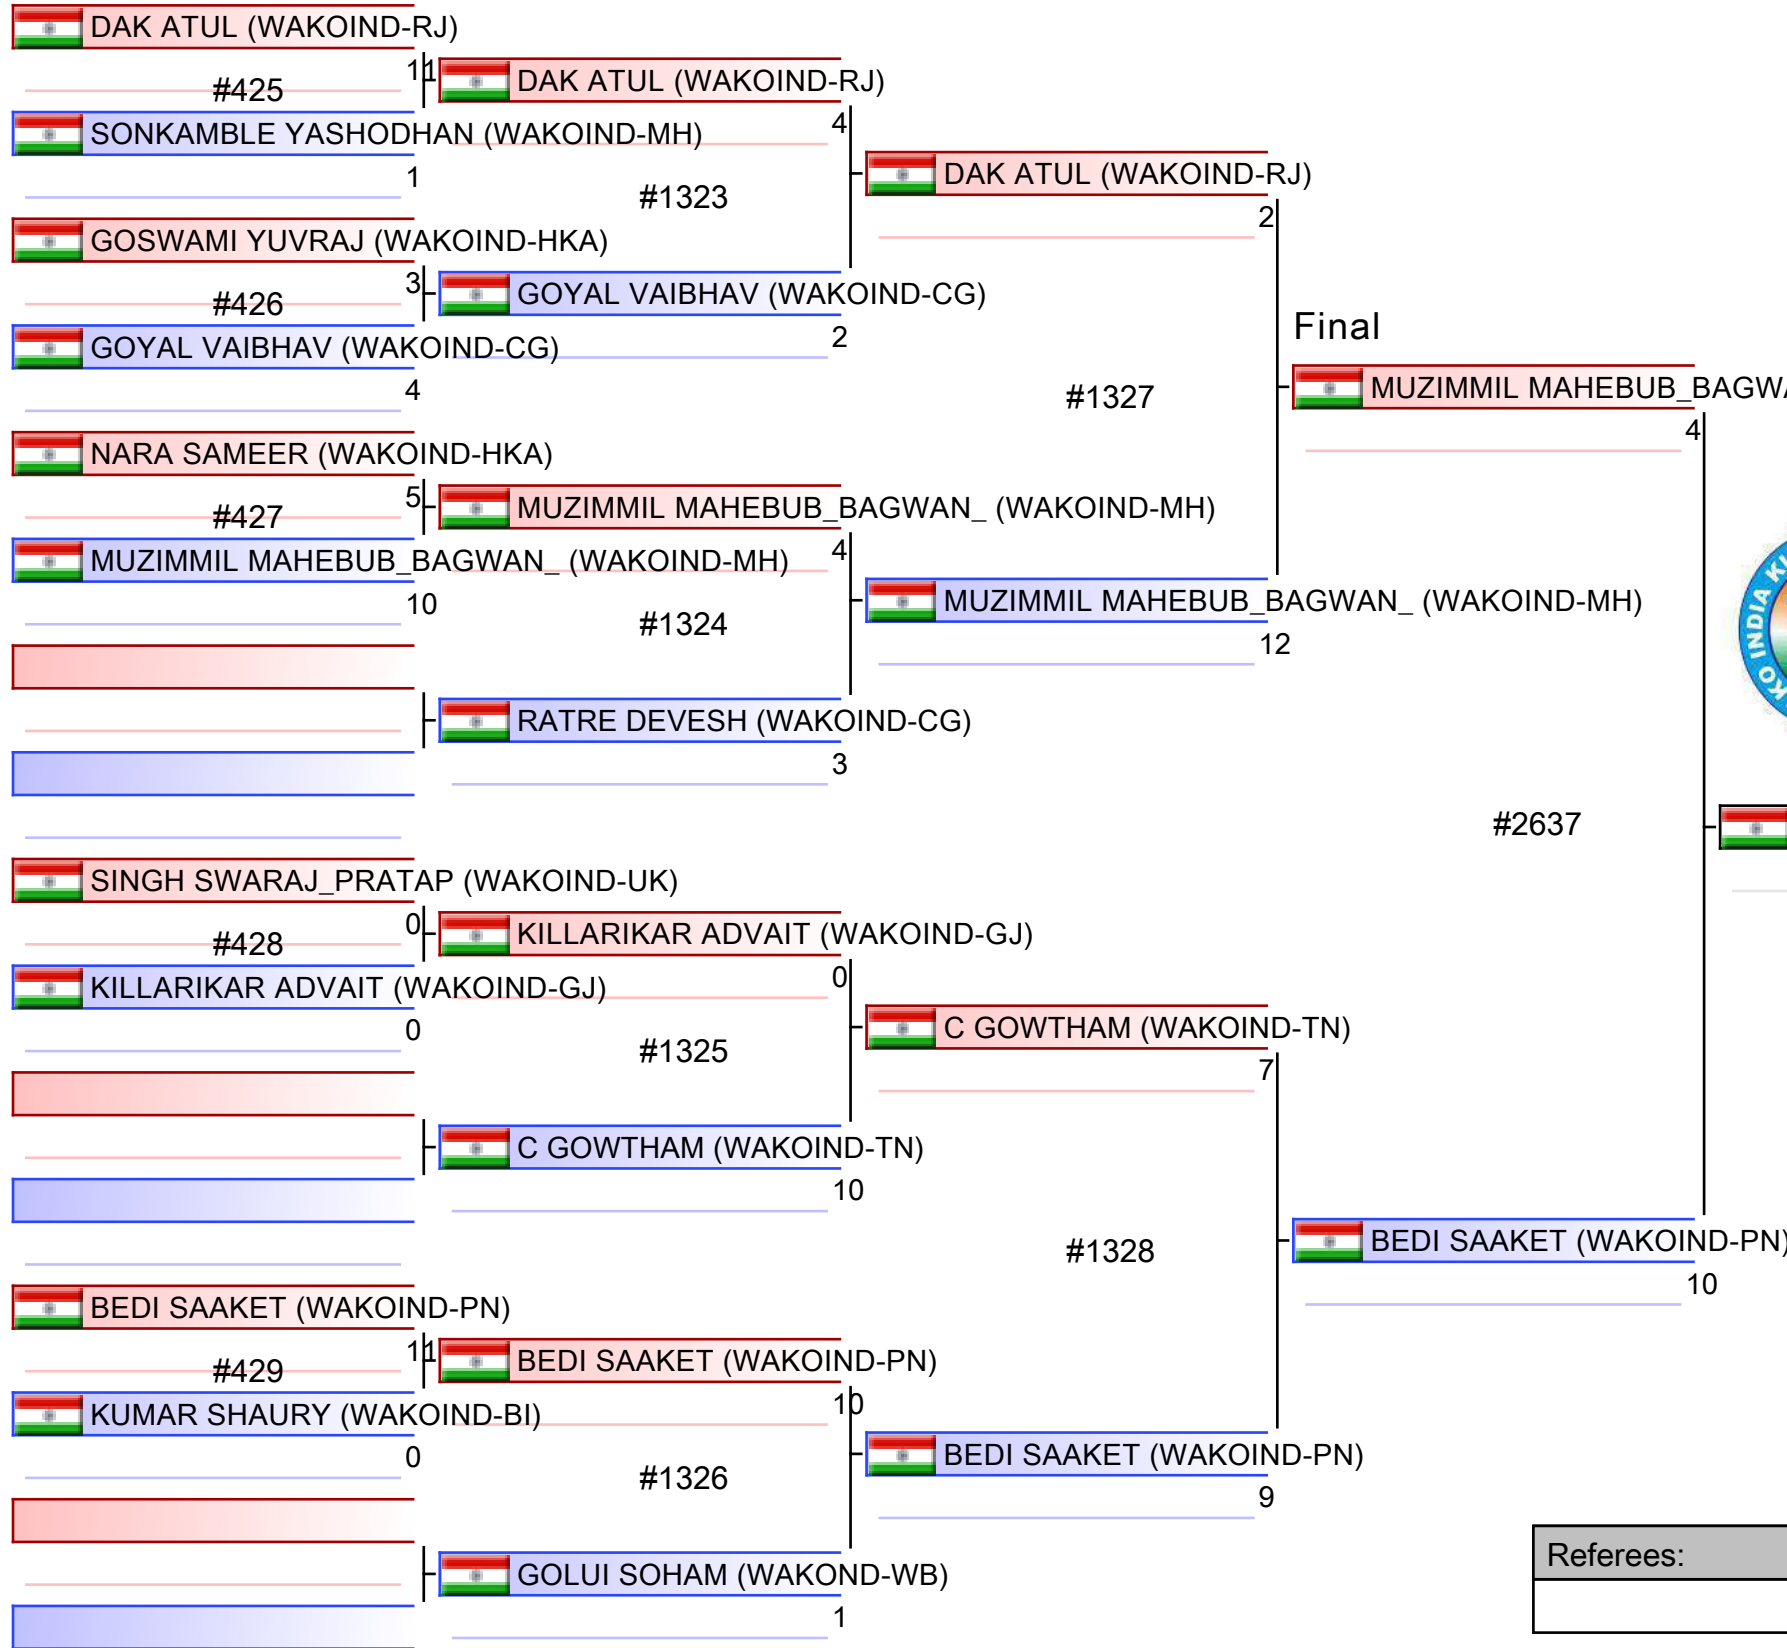 DAK ATUL (WAKOIND-RJ)
11
#425
SONKAMBLE YASHODHAN (WAKOIND-MH)
1
GOSWAMI YUVRAJ (WAKOIND-HKA)
3
#426
GOYAL VAIBHAV (WAKOIND-CG)
4
NARA SAMEER (WAKOIND-HKA)
5
#427
MUZIMMIL MAHEBUB_BAGWAN_ (WAKOIND-MH)
10
SINGH SWARAJ_PRATAP (WAKOIND-UK)
0
#428
KILLARIKAR ADVAIT (WAKOIND-GJ)
0
BEDI SAAKET (WAKOIND-PN)
11
#429
KUMAR SHAURY (WAKOIND-BI)
0
DAK ATUL (WAKOIND-RJ)
4
#1323
GOYAL VAIBHAV (WAKOIND-CG)
2
MUZIMMIL MAHEBUB_BAGWAN_ (WAKOIND-MH)
4
#1324
RATRE DEVESH (WAKOIND-CG)
3
KILLARIKAR ADVAIT (WAKOIND-GJ)
0
#1325
C GOWTHAM (WAKOIND-TN)
10
BEDI SAAKET (WAKOIND-PN)
10
#1326
GOLUI SOHAM (WAKOND-WB)
1
DAK ATUL (WAKOIND-RJ)
2
#1327
MUZIMMIL MAHEBUB_BAGWAN_ (WAKOIND-MH)
12
C GOWTHAM (WAKOIND-TN)
7
#1328
BEDI SAAKET (WAKOIND-PN)
9
Final
MUZIMMIL MAHEBUB_BAGWA
4
#2637
BEDI SAAKET (WAKOIND-PN)
10
KO INDIA KI
Referees: